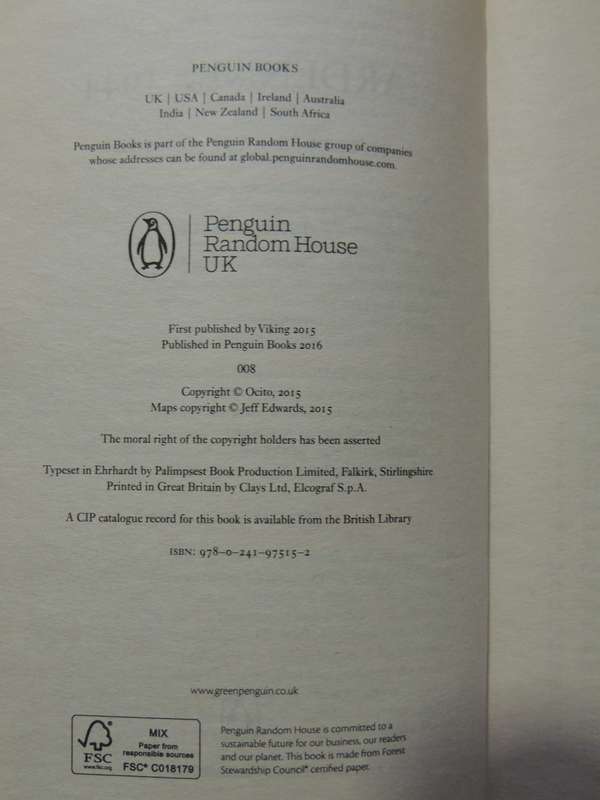 PENGUIN BOOKS
UK | USA | Canada | Ireland | Australia
India | New Zealand | South Africa
Penguin Books is part of the Penguin Random House group of companies
whose addresses can be found at global.penguinrandomhouse.com.
Penguin
Random House
UK
First published by Viking 2015
Published in Penguin Books 2016
008
Copyright © Ocito, 2015
Maps copyright © Jeff Edwards, 2015
The moral right of the copyright holders has been asserted
Typeset in Ehrhardt by Palimpsest Book Production Limited, Falkirk, Stirlingshire
Printed in Great Britain by Clays Ltd, Elcograf S.p.A.
A CIP catalogue record for this book is available from the British Library
ISBN: 978-0-241-97515-2
www.greenpenguin.co.uk
FSC
www.fsc.org
MIX
Paper from
responsible sources
FSC® C018179
Penguin Random House is committed to a
sustainable future for our business, our readers
and our planet. This book is made from Forest
Stewardship Council® certified paper.